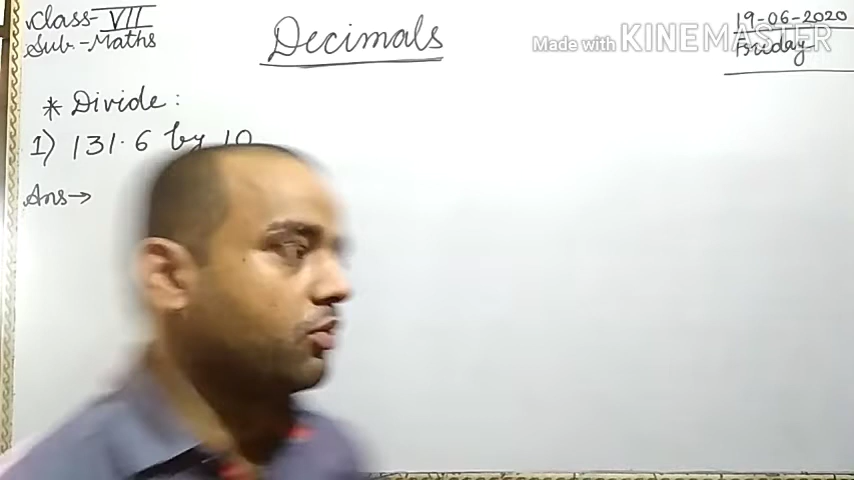 Class-VII
Sub-Maths
Decimals
19-06-2020
Friday
Made with KINEMASTER
* Divide:
1) 131.6 by 10
Ans→